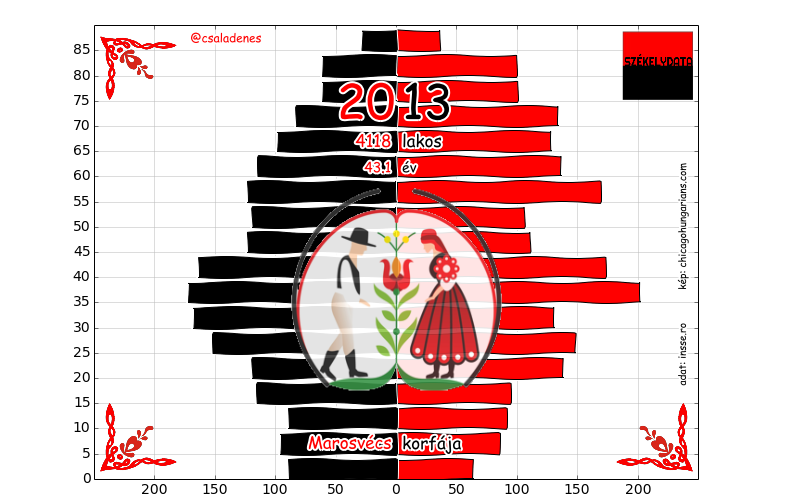 @csaladenes
SZÉKELYDATA
2013
4118 lakos
43.1 év
kép: chicagohungarians.com
adat: insse.ro
Marosvécs korfája
85
80
75
70
65
60
55
50
45
40
35
30
25
20
15
10
5
0
200 150 100 50 0 50 100 150 200